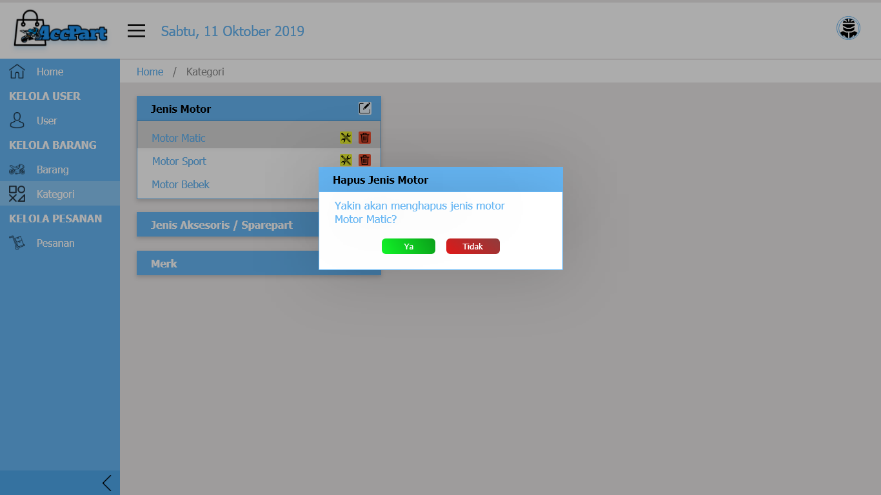 AccPart
Sabtu, 11 Oktober 2019
Home
KELOLA USER
User
KELOLA BARANG
Barang
Kategori
KELOLA PESANAN
Pesanan
Home / Kategori
Jenis Motor
Motor Matic
Motor Sport
Motor Bebek
Jenis Aksesoris / Sparepart
Merk
Hapus Jenis Motor
Yakin akan menghapus jenis motor
Motor Matic?
Ya Tidak